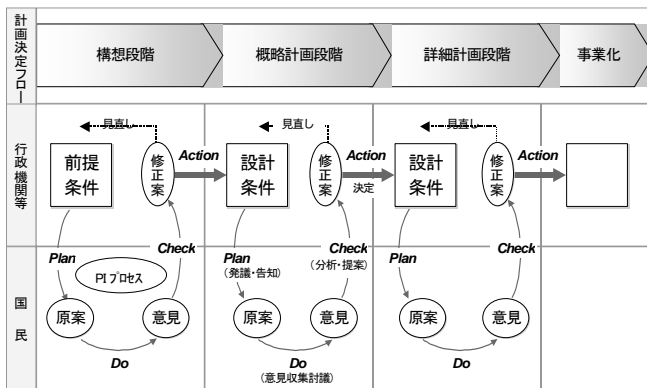 計画決定フロー
構想段階
概略計画段階
詳細計画段階
事業化
行政機関等
見直し
前提
条件
修正案
Action
見直し
設計
条件
修正案
Action
決定
見直し
設計
条件
修正案
Action
国民
Plan
PIプロセス
Check
原案
意見
Do
Plan
(発議・告知)
Check
(分析・提案)
原案
意見
Do
(意見収集討議)
Plan
Check
原案
意見
Do